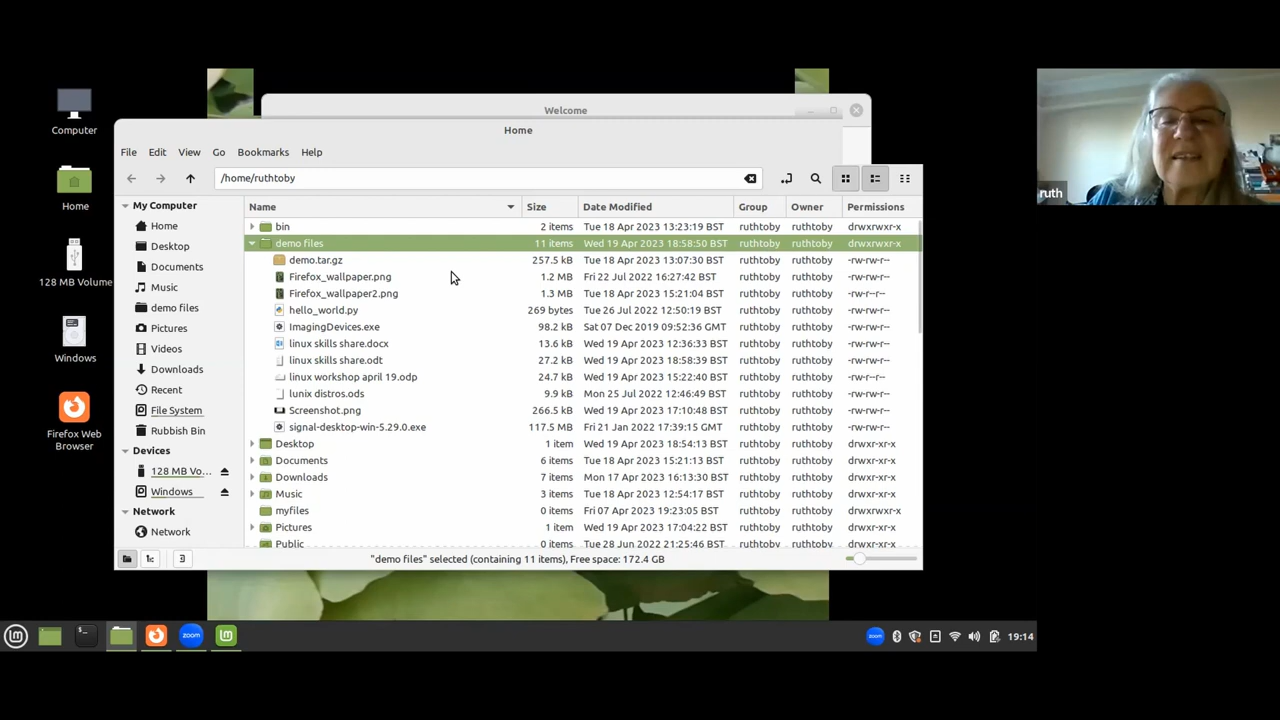 Welcome
Home
File Edit View Go Bookmarks Help
/home/ruthtoby
Name Size Date Modified Group Owner Permissions
bin 2 items Tue 18 Apr 2023 13:23:19 BST ruthtoby ruthtoby drwxrwxr-x
demo files 11 items Wed 19 Apr 2023 18:58:50 BST ruthtoby ruthtoby drwxrwxr-x
demo.tar.gz 257.5 kB Tue 18 Apr 2023 13:07:30 BST ruthtoby ruthtoby -rw-rw-r--
Firefox_wallpaper.png 1.2 MB Fri 22 Jul 2022 16:27:42 BST ruthtoby ruthtoby -rw-rw-r--
Firefox_wallpaper2.png 1.3 MB Tue 18 Apr 2023 15:21:04 BST ruthtoby ruthtoby -rw-r--r--
hello_world.py 269 bytes Tue 26 Jul 2022 12:50:19 BST ruthtoby ruthtoby -rw-rw-r--
ImagingDevices.exe 98.2 kB Sat 07 Dec 2019 09:52:36 GMT ruthtoby ruthtoby -rw-rw-r--
linux skills share.docx 13.6 kB Wed 19 Apr 2023 12:36:33 BST ruthtoby ruthtoby -rw-rw-r--
linux skills share.odt 27.2 kB Wed 19 Apr 2023 18:58:39 BST ruthtoby ruthtoby -rw-rw-r--
linux workshop april 19.odp 24.7 kB Wed 19 Apr 2023 15:22:40 BST ruthtoby ruthtoby -rw-r--r--
lunix distros.ods 9.9 kB Mon 25 Jul 2022 12:46:49 BST ruthtoby ruthtoby -rw-rw-r--
Screenshot.png 266.5 kB Wed 19 Apr 2023 17:10:48 BST ruthtoby ruthtoby -rw-rw-r--
signal-desktop-win-5.29.0.exe 117.5 MB Fri 21 Jan 2022 17:39:15 GMT ruthtoby ruthtoby -rw-rw-r--
Desktop 1 item Wed 19 Apr 2023 18:54:13 BST ruthtoby ruthtoby drwxr-xr-x
Documents 6 items Tue 18 Apr 2023 15:21:13 BST ruthtoby ruthtoby drwxr-xr-x
Downloads 7 items Mon 17 Apr 2023 16:13:30 BST ruthtoby ruthtoby drwxr-xr-x
Music 3 items Tue 18 Apr 2023 12:54:17 BST ruthtoby ruthtoby drwxr-xr-x
myfiles 0 items Fri 07 Apr 2023 19:23:05 BST ruthtoby ruthtoby drwxrwxr-x
Pictures 1 item Wed 19 Apr 2023 17:04:22 BST ruthtoby ruthtoby drwxr-xr-x
Public 0 items Tue 28 Jun 2022 21:25:46 BST ruthtoby ruthtoby drwxr-xr-x
My Computer
Home
Desktop
Documents
Music
demo files
Pictures
Videos
Downloads
Recent
File System
Rubbish Bin
Devices
128 MB Vo...
Windows
Network
Network
"demo files" selected (containing 11 items), Free space: 172.4 GB
Computer
Home
128 MB Volume
Windows
Firefox Web
Browser
ruth
zoom
zoom
19:14